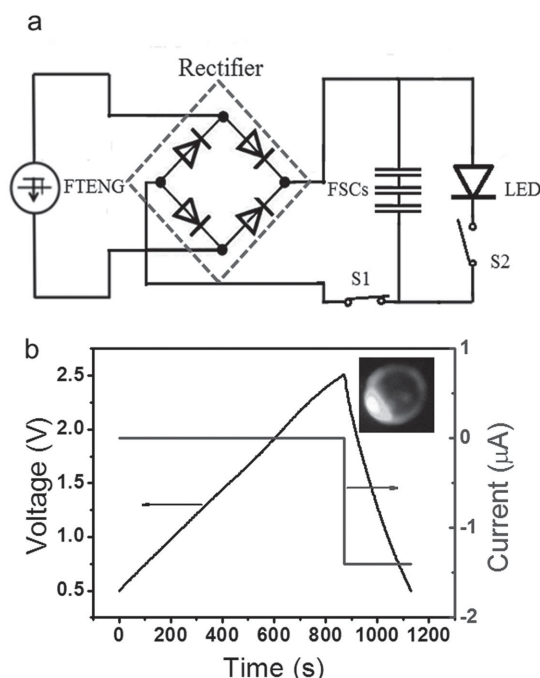 a
Rectifier
FTENG
FSCs
LED
S1
S2
b
Voltage (V)
2.5
2.0
1.5
1.0
0.5
1
0
-1
-2
Current (μA)
0 200 400 600 800 1000 1200
Time (s)